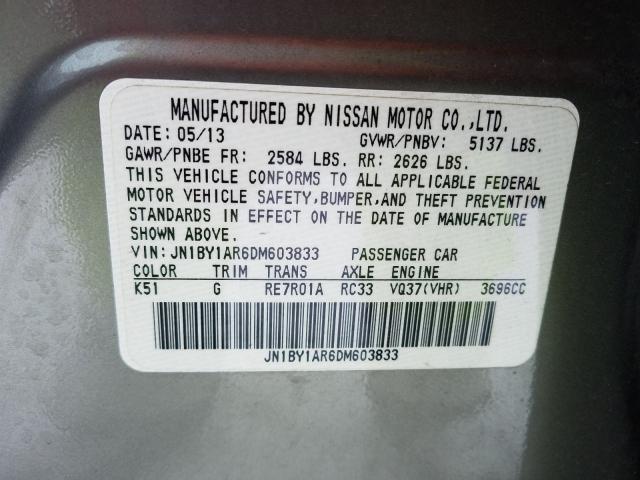 MANUFACTURED BY NISSAN MOTOR CO.,LTD.
DATE: 05/13 GVWR/PNBV: 5137 LBS.
GAWR/PNBE FR: 2584 LBS. RR: 2626 LBS.
THIS VEHICLE CONFORMS TO ALL APPLICABLE FEDERAL
MOTOR VEHICLE SAFETY,BUMPER,AND THEFT PREVENTION
STANDARDS IN EFFECT ON THE DATE OF MANUFACTURE
SHOWN ABOVE.
VIN:JN1BY1AR6DM603833 PASSENGER CAR
COLOR TRIM TRANS AXLE ENGINE
K51 G RE7R01A RC33 VQ37(VHR) 3696CC
JN1BY1AR6DM603833